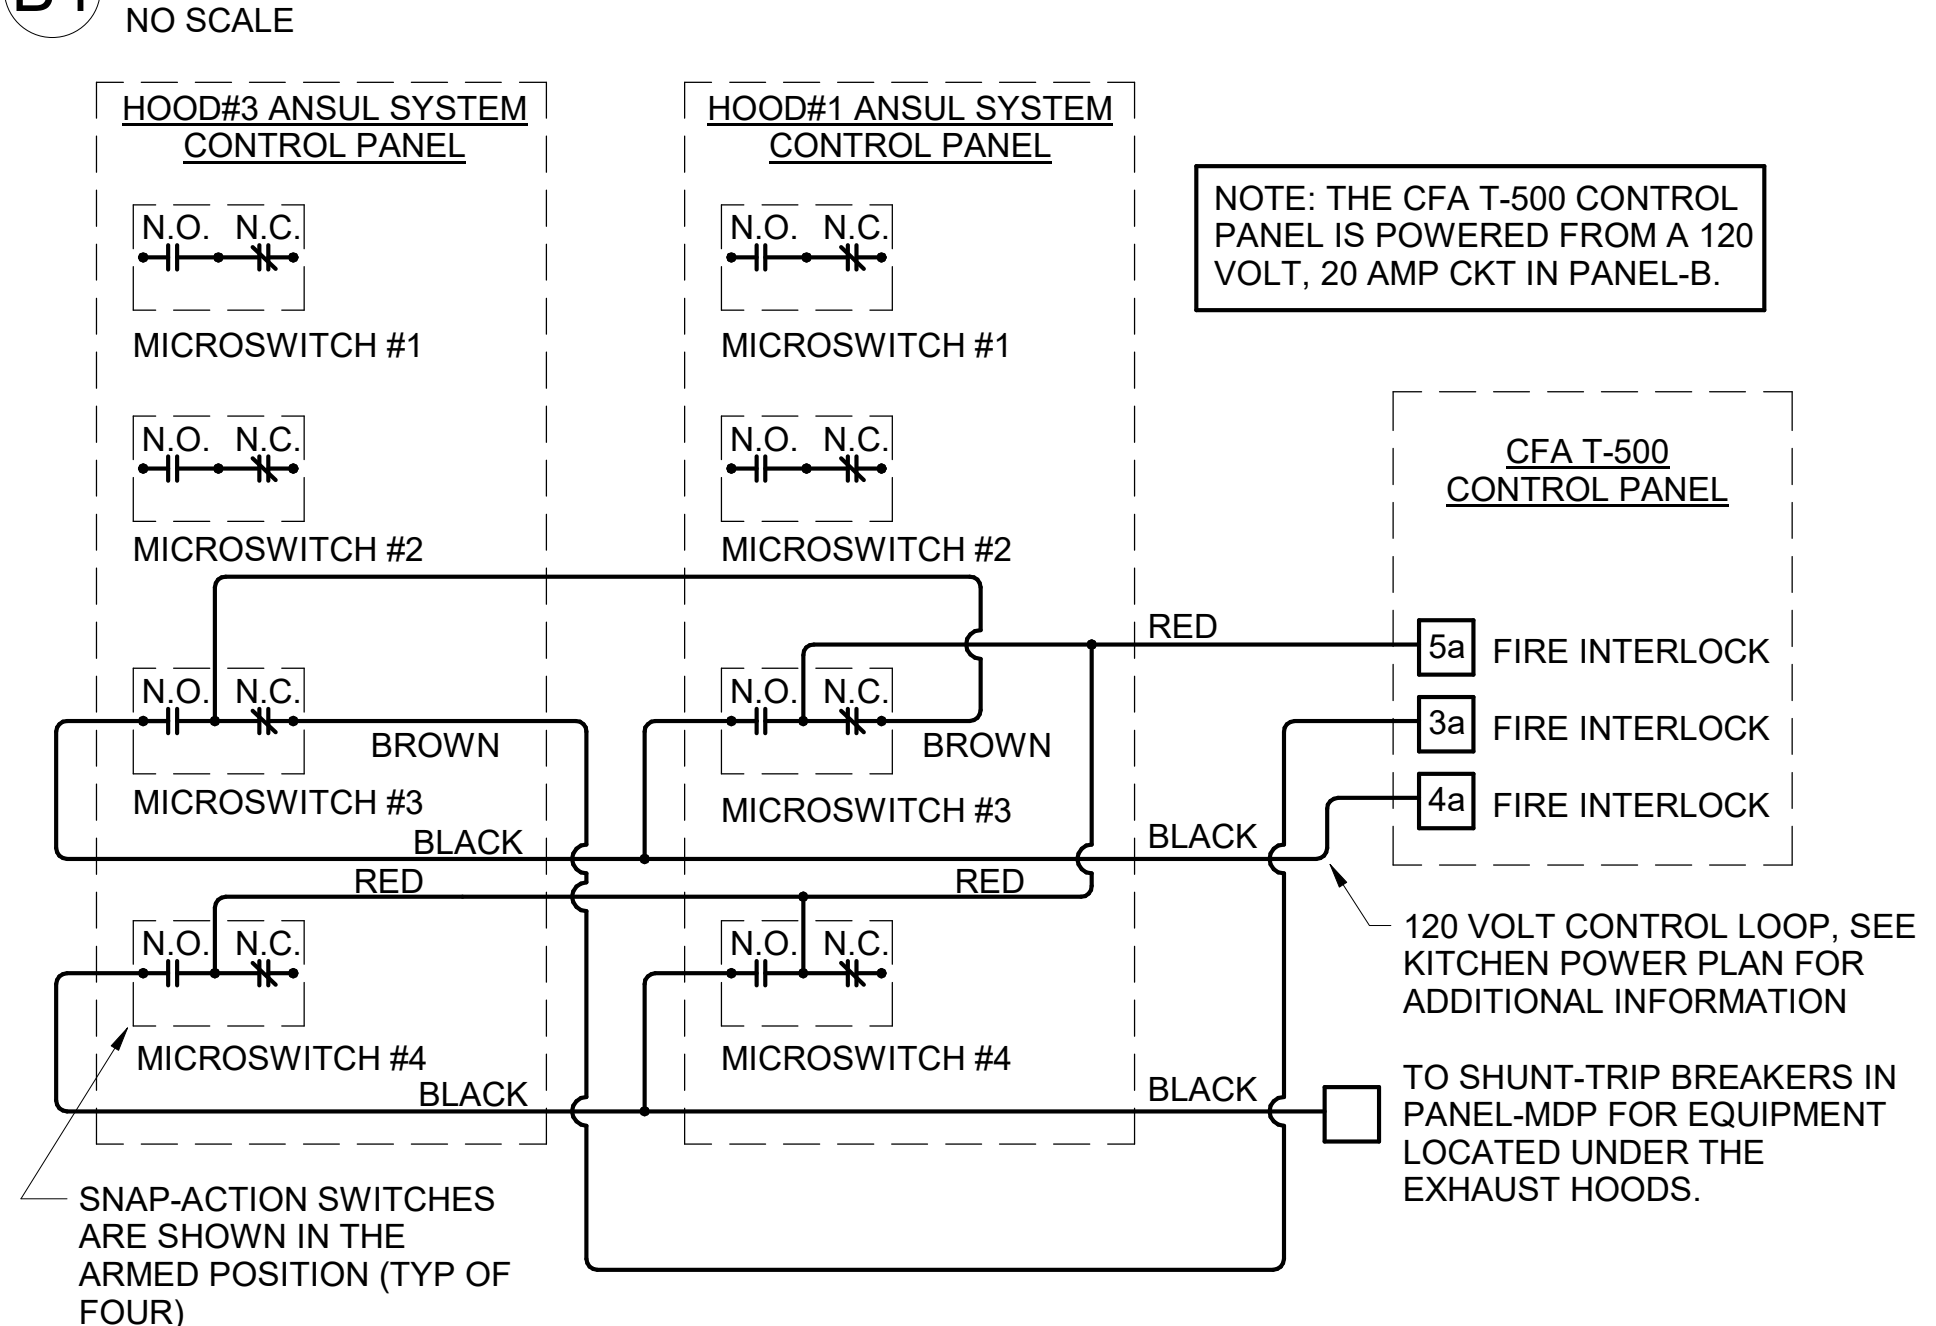 NO SCALE
HOOD#3 ANSUL SYSTEM
CONTROL PANEL
N.O. N.C.
MICROSWITCH #1
N.O. N.C.
MICROSWITCH #2
N.O. N.C.
BROWN
MICROSWITCH #3
BLACK
RED
N.O. N.C.
MICROSWITCH #4
BLACK
SNAP-ACTION SWITCHES
ARE SHOWN IN THE
ARMED POSITION (TYP OF
FOUR)
HOOD#1 ANSUL SYSTEM
CONTROL PANEL
N.O. N.C.
MICROSWITCH #1
N.O. N.C.
MICROSWITCH #2
N.O. N.C.
BROWN
MICROSWITCH #3
RED
N.O. N.C.
MICROSWITCH #4
RED
BLACK
BLACK
NOTE: THE CFA T-500 CONTROL
PANEL IS POWERED FROM A 120
VOLT, 20 AMP CKT IN PANEL-B.
CFA T-500
CONTROL PANEL
5a FIRE INTERLOCK
3a FIRE INTERLOCK
4a FIRE INTERLOCK
120 VOLT CONTROL LOOP, SEE
KITCHEN POWER PLAN FOR
ADDITIONAL INFORMATION
TO SHUNT-TRIP BREAKERS IN
PANEL-MDP FOR EQUIPMENT
LOCATED UNDER THE
EXHAUST HOODS.